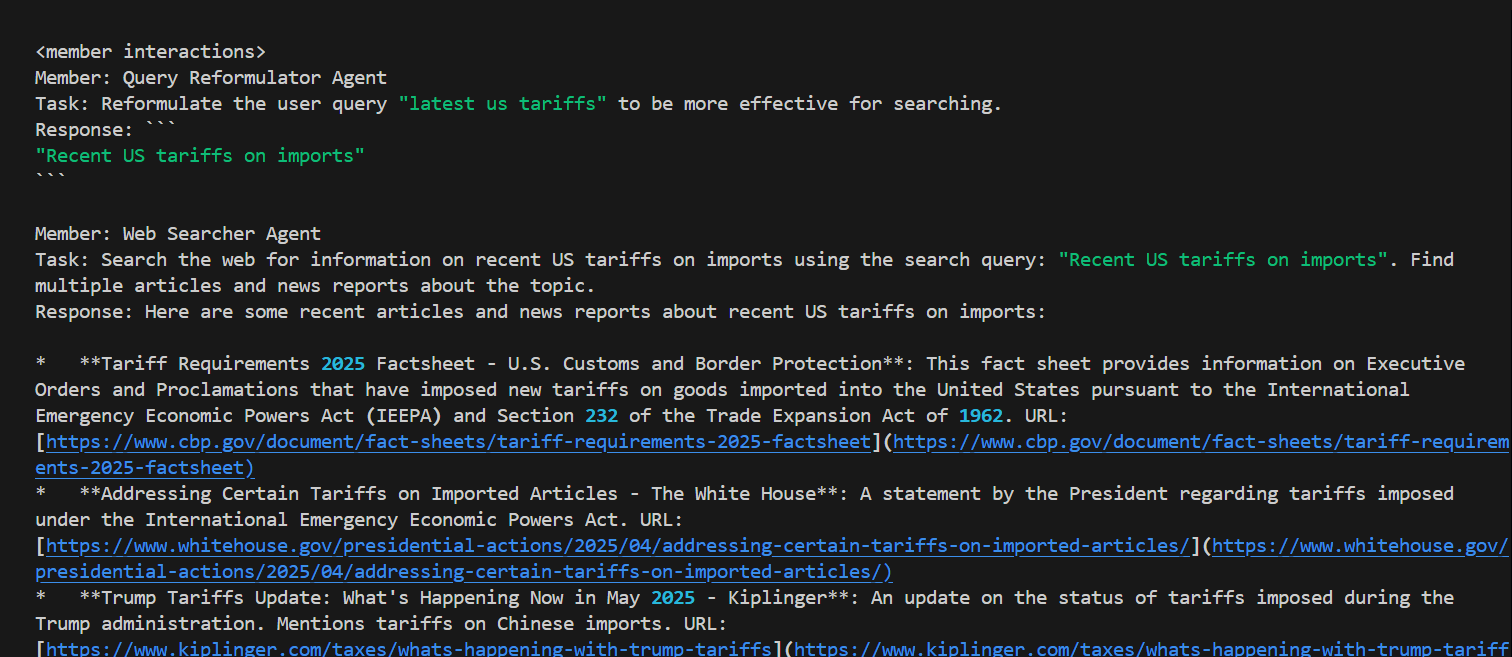 <member interactions>
Member: Query Reformulator Agent
Task: Reformulate the user query "latest us tariffs" to be more effective for searching.
Response: ```
"Recent US tariffs on imports"
```
Member: Web Searcher Agent
Task: Search the web for information on recent US tariffs on imports using the search query: "Recent US tariffs on imports". Find
multiple articles and news reports about the topic.
Response: Here are some recent articles and news reports about recent US tariffs on imports:
*   **Tariff Requirements 2025 Factsheet - U.S. Customs and Border Protection**: This fact sheet provides information on Executive
Orders and Proclamations that have imposed new tariffs on goods imported into the United States pursuant to the International
Emergency Economic Powers Act (IEEPA) and Section 232 of the Trade Expansion Act of 1962. URL:
[https://www.cbp.gov/document/fact-sheets/tariff-requirements-2025-factsheet](https://www.cbp.gov/document/fact-sheets/tariff-requirem
ents-2025-factsheet)
*   **Addressing Certain Tariffs on Imported Articles - The White House**: A statement by the President regarding tariffs imposed
under the International Emergency Economic Powers Act. URL:
[https://www.whitehouse.gov/presidential-actions/2025/04/addressing-certain-tariffs-on-imported-articles/](https://www.whitehouse.gov/
presidential-actions/2025/04/addressing-certain-tariffs-on-imported-articles/)
*   **Trump Tariffs Update: What's Happening Now in May 2025 - Kiplinger**: An update on the status of tariffs imposed during the
Trump administration. Mentions tariffs on Chinese imports. URL:
[https://www.kiplinger.com/taxes/whats-happening-with-trump-tariffs](https://www.kiplinger.com/taxes/whats-happening-with-trump-tariff